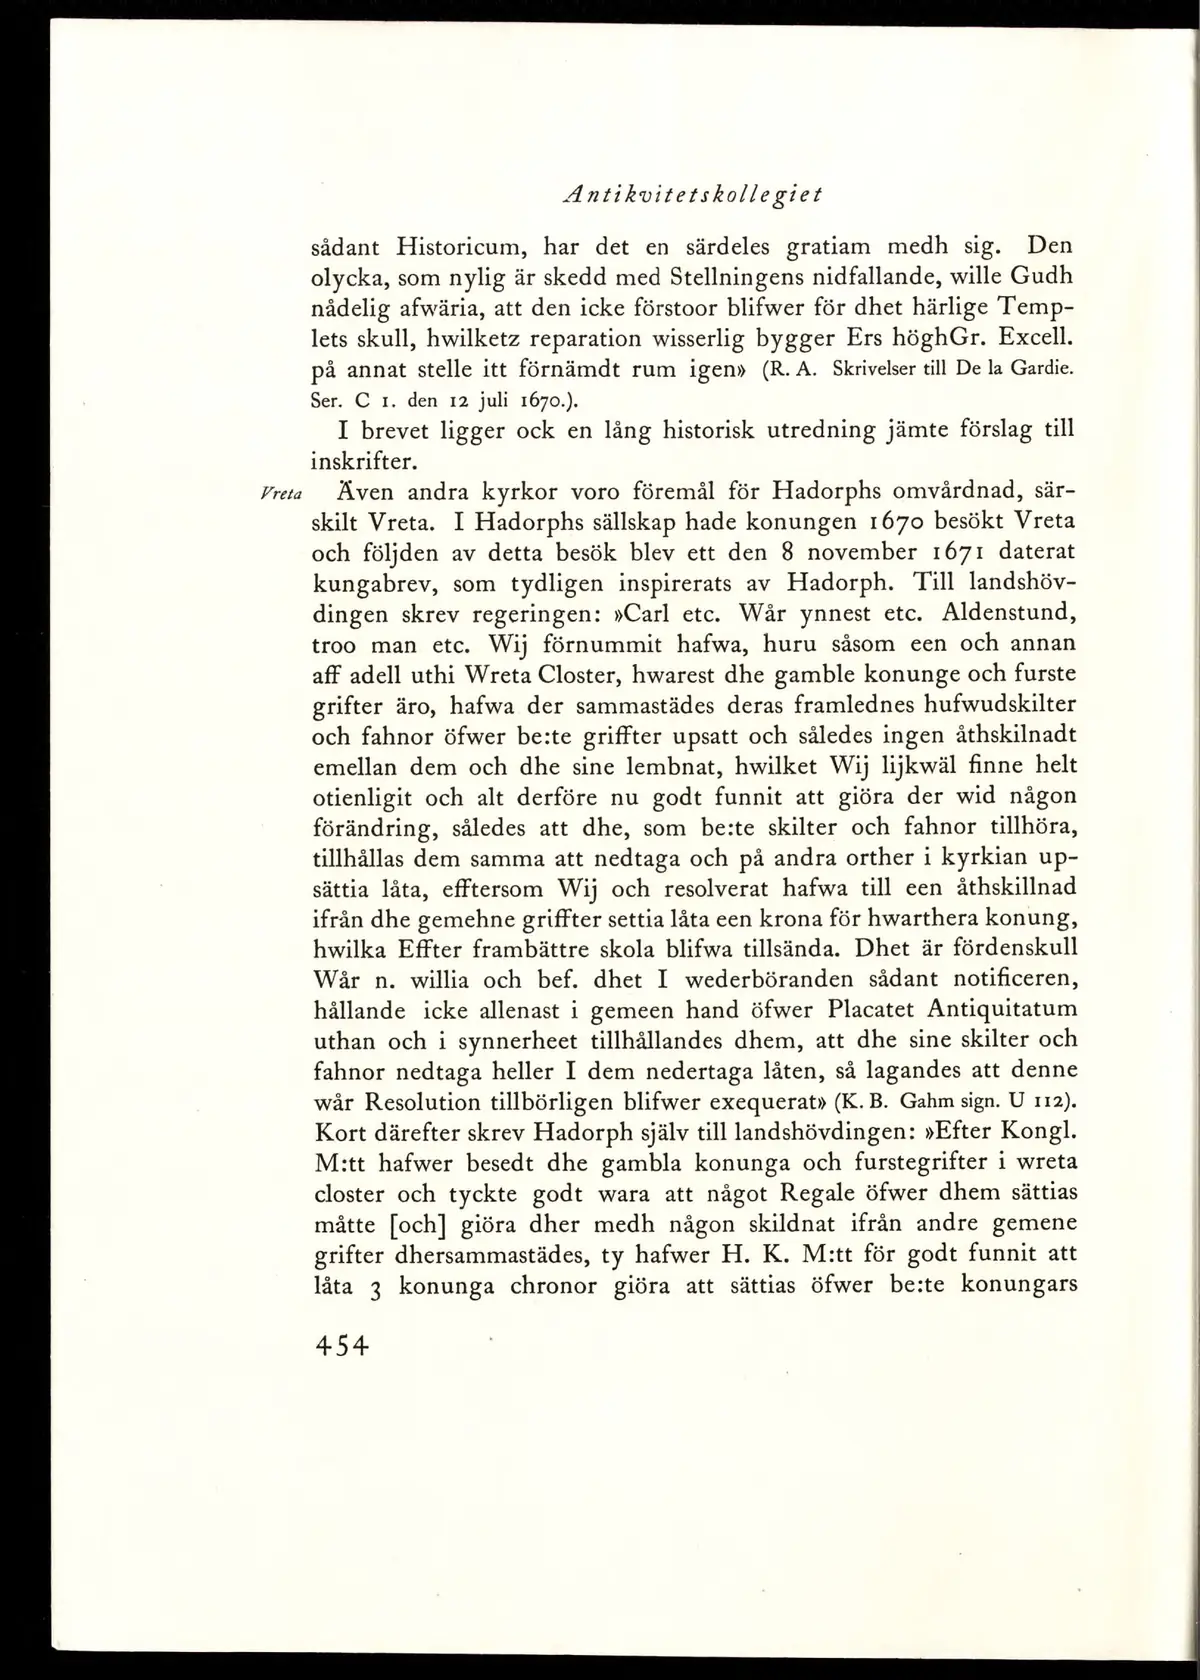 Antikvitetskollegiet
sådant Historicum, har det en särdeles gratiam medh sig. Den
olycka, som nylig är skedd med Stellningens nidfallande, wille Gudh
nådelig afwäria, att den icke förstoor blifwer för dhet härlige Temp-
lets skull, hwilketz reparation wisserlig bygger Ers höghGr. Excell.
på annat stelle itt förnämdt rum igen» (R. A. Skrivelser till De la Gardie.
Ser. C 1. den 12 juli 1670.).
I brevet ligger ock en lång historisk utredning jämte förslag till
inskrifter.
Vreta Även andra kyrkor voro föremål för Hadorphs omvårdnad, sär-
skilt Vreta. I Hadorphs sällskap hade konungen 1670 besökt Vreta
och följden av detta besök blev ett den 8 november 1671 daterat
kungabrev, som tydligen inspirerats av Hadorph. Till landshöv-
dingen skrev regeringen: »Carl etc. Wår ynnest etc. Aldenstund,
troo man etc. Wij förnummit hafwa, huru såsom een och annan
aff adell uthi Wreta Closter, hwarest dhe gamble konunge och furste
grifter äro, hafwa der sammastädes deras framlednes hufwudskilter
och fahnor öfwer be:te griffter upsatt och således ingen åthskilnadt
emellan dem och dhe sine lembnat, hwilket Wij lijkwäl finne helt
otienligit och alt derföre nu godt funnit att giöra der wid någon
förändring, således att dhe, som be:te skilter och fahnor tillhöra,
tillhållas dem samma att nedtaga och på andra orther i kyrkian up-
sättia låta, efftersom Wij och resolverat hafwa till een åthskillnad
ifrån dhe gemehne griffter settia låta een krona för hwarthera konung,
hwilka Effter frambättre skola blifwa tillsända. Dhet är fördenskull
Wår n. willia och bef. dhet I wederböranden sådant notificeren,
hållande icke allenast i gemeen hand öfwer Placatet Antiquitatum
uthan och i synnerheet tillhållandes dhem, att dhe sine skilter och
fahnor nedtaga heller I dem nedertaga låten, så lagandes att denne
wår Resolution tillbörligen blifwer exequerat» (K. B. Gahm sign. U 112).
Kort därefter skrev Hadorph själv till landshövdingen: »Efter Kongl.
M:tt hafwer besedt dhe gambla konunga och furstegrifter i wreta
closter och tyckte godt wara att något Regale öfwer dhem sättias
måtte [och] giöra dher medh någon skildnat ifrån andre gemene
grifter dhersammastädes, ty hafwer H. K. M:tt för godt funnit att
låta 3 konunga chronor giöra att sättias öfwer be:te konungars
454